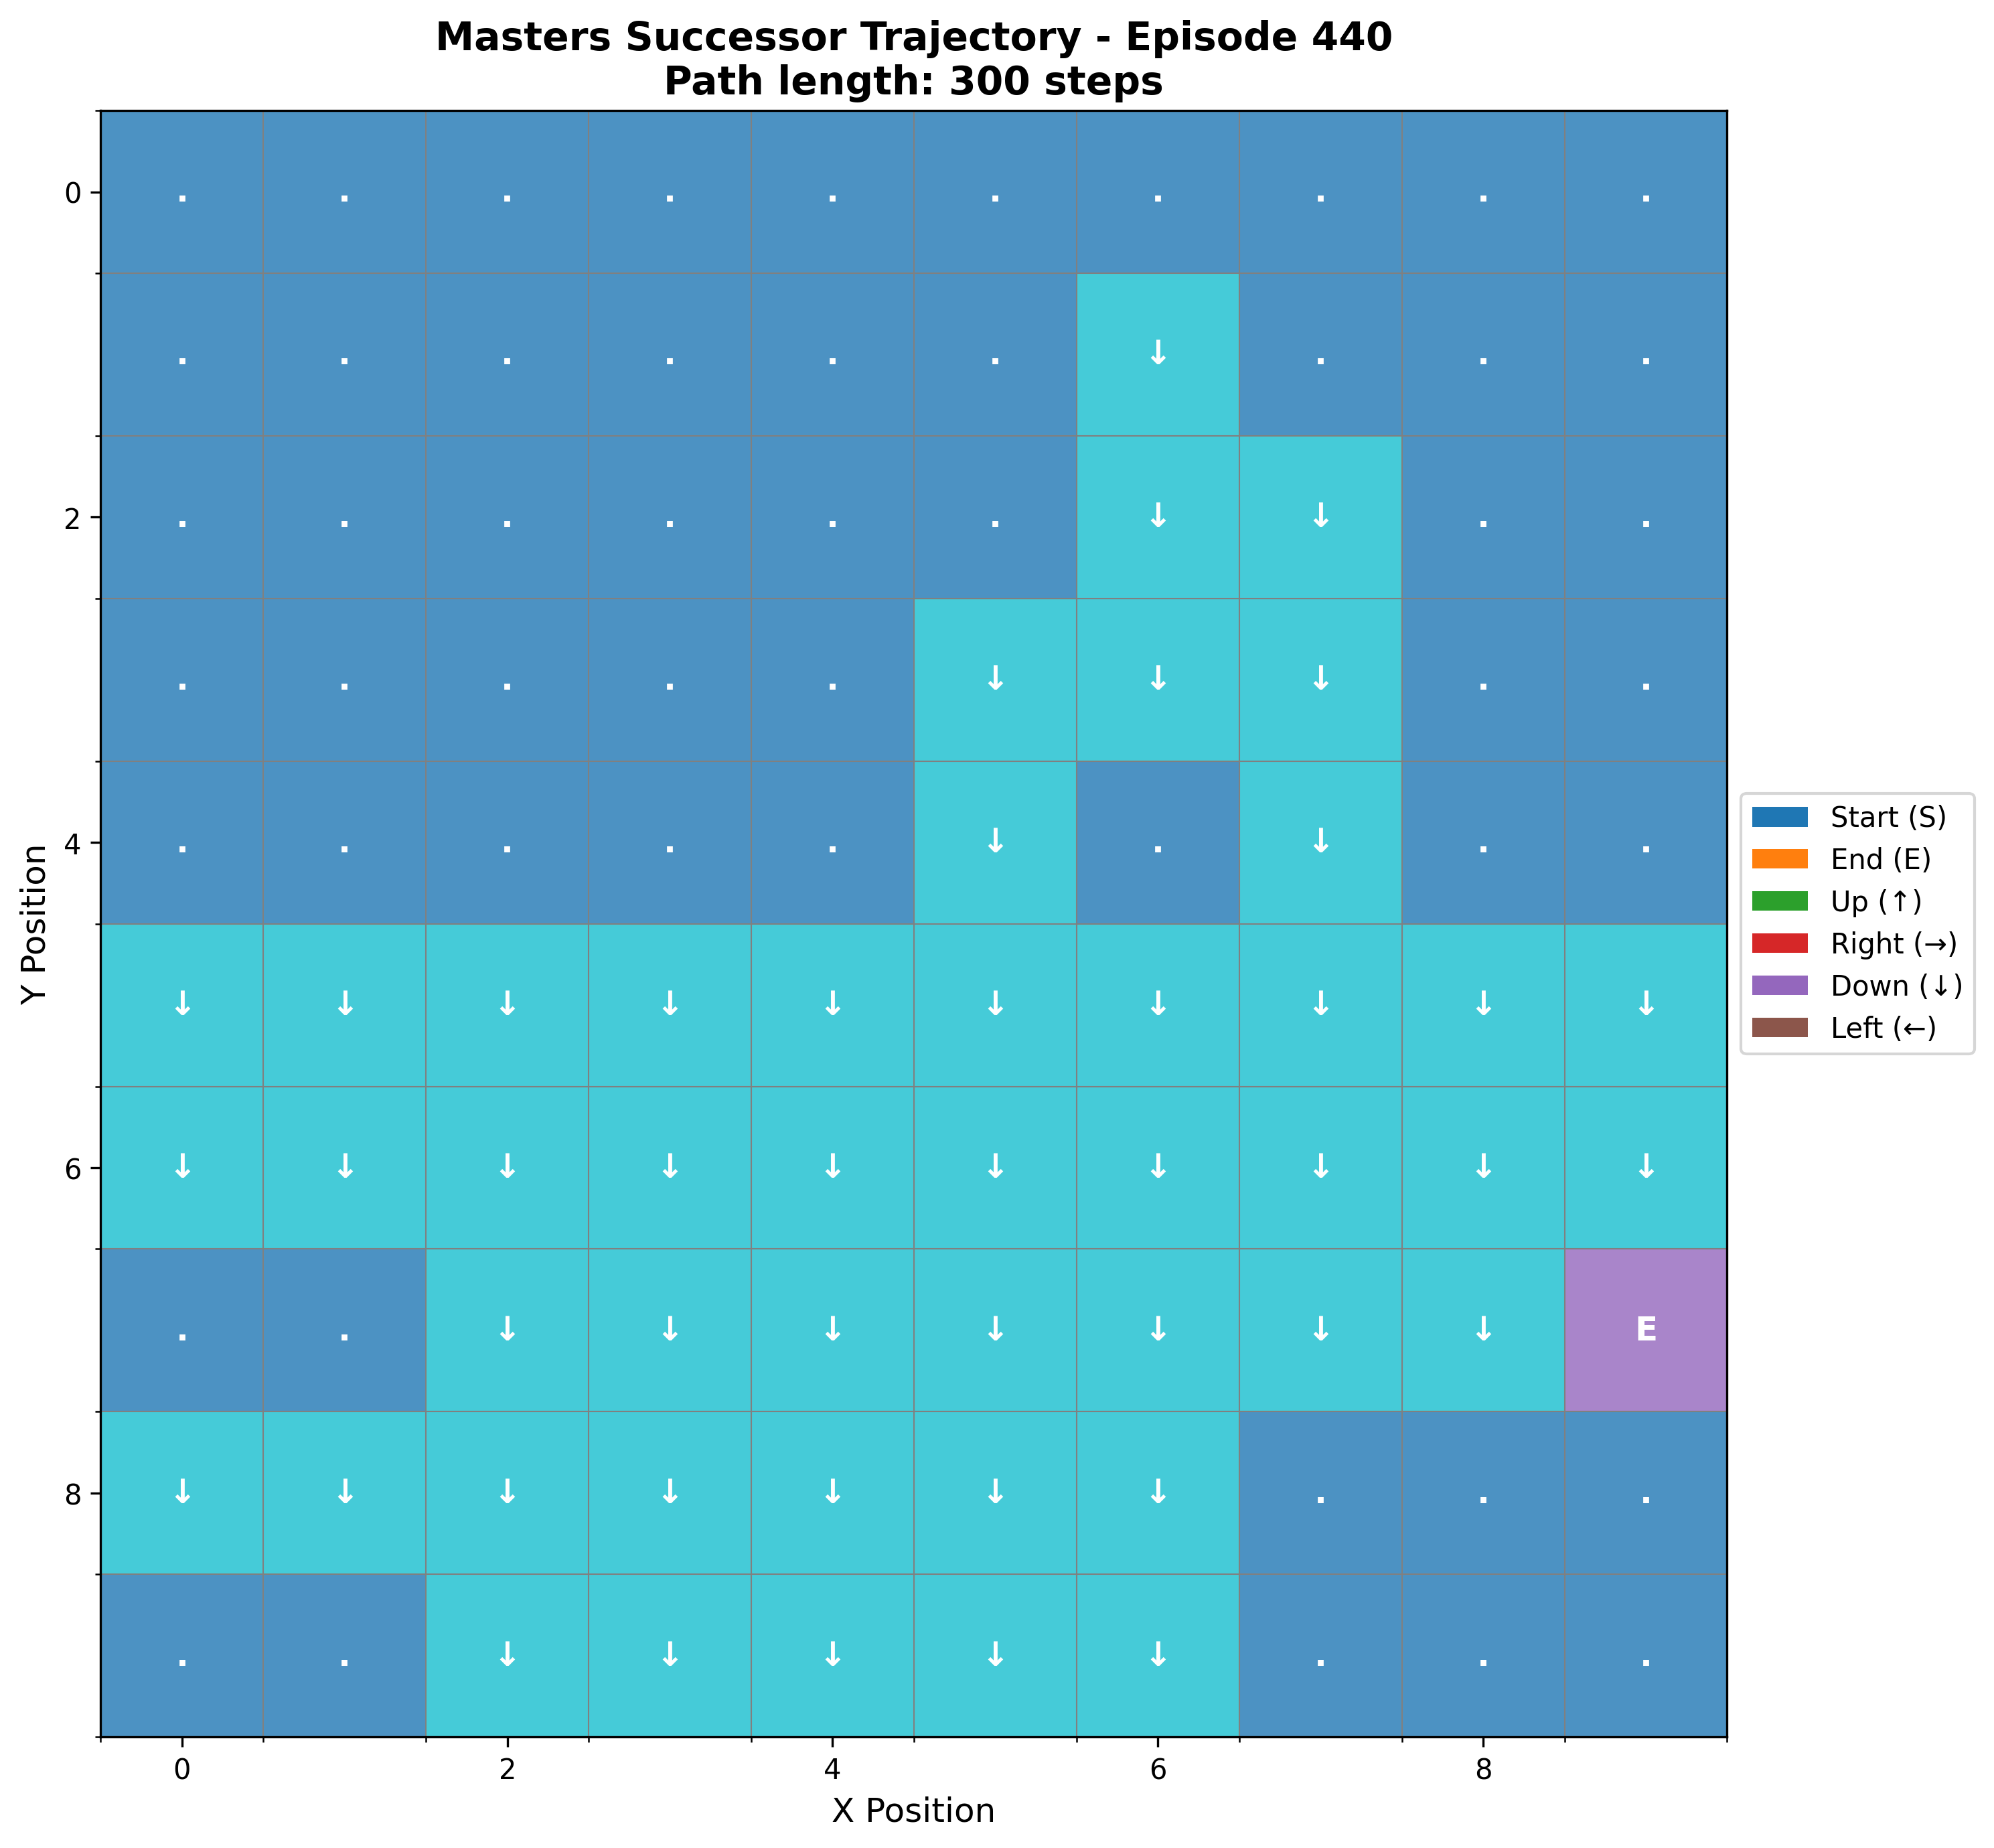 Masters Successor Trajectory - Episode 440
Path length: 300 steps
0 . . . . . . . . . .
. . . . . . ↓ . . .
2 . . . . . . ↓ ↓ . .
. . . . . ↓ ↓ ↓ . .
4 . . . . . ↓ . ↓ . .
↓ ↓ ↓ ↓ ↓ ↓ ↓ ↓ ↓ ↓
6 ↓ ↓ ↓ ↓ ↓ ↓ ↓ ↓ ↓ ↓
. . ↓ ↓ ↓ ↓ ↓ ↓ ↓ E
8 ↓ ↓ ↓ ↓ ↓ ↓ ↓ . . .
. . ↓ ↓ ↓ ↓ ↓ . . .
0 2 4 6 8
X Position
Y Position
Start (S)
End (E)
Up (↑)
Right (→)
Down (↓)
Left (←)